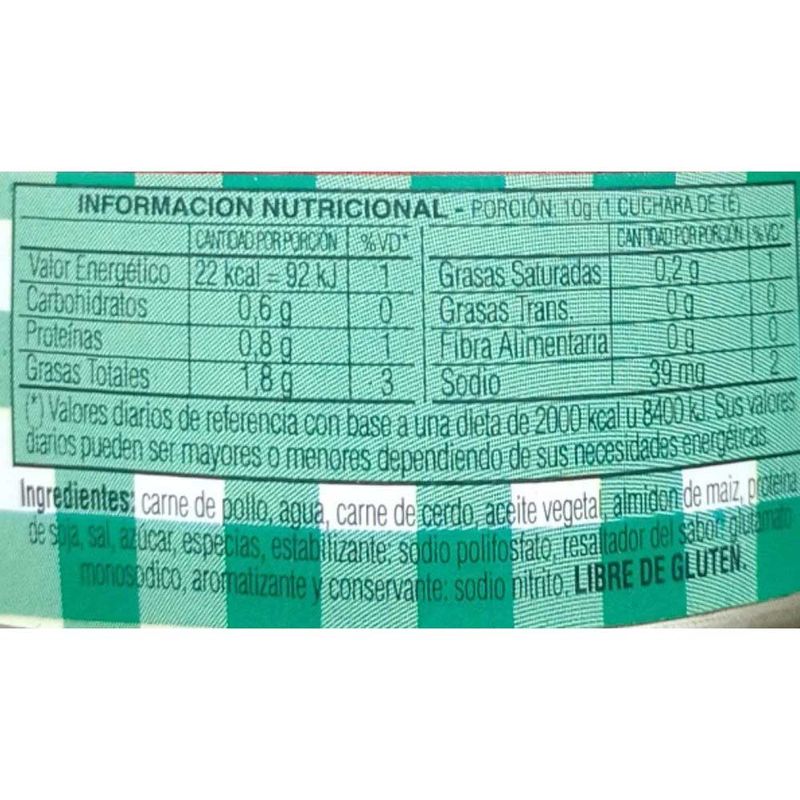 INFORMACION NUTRICIONAL - PORCIÓN: 10g (1 CUCHARA DE TÉ)
CANTIDAD POR PORCIÓN %VD* CANTIDAD POR PORCIÓN %VD*
Valor Energético 22 kcal = 92 kJ 1 Grasas Saturadas 0,2 g 1
Carbohidratos 0,6 g 0 Grasas Trans. 0 g 0
Proteínas 0,8 g 1 Fibra Alimentaria 0 g 0
Grasas Totales 1,8 g 3 Sodio 39 mg 2
(*) Valores diarios de referencia con base a una dieta de 2000 kcal u 8400 kJ. Sus valores
diarios pueden ser mayores o menores dependiendo de sus necesidades energéticas
Ingredientes: carne de pollo, agua, carne de cerdo, aceite vegetal, almidon de maiz, proteína
de soja, sal, azúcar, especias, estabilizante: sodio polifosfato, resaltador del sabor: glutamato
monosodico, aromatizante y conservante: sodio nitrito. LIBRE DE GLUTEN.